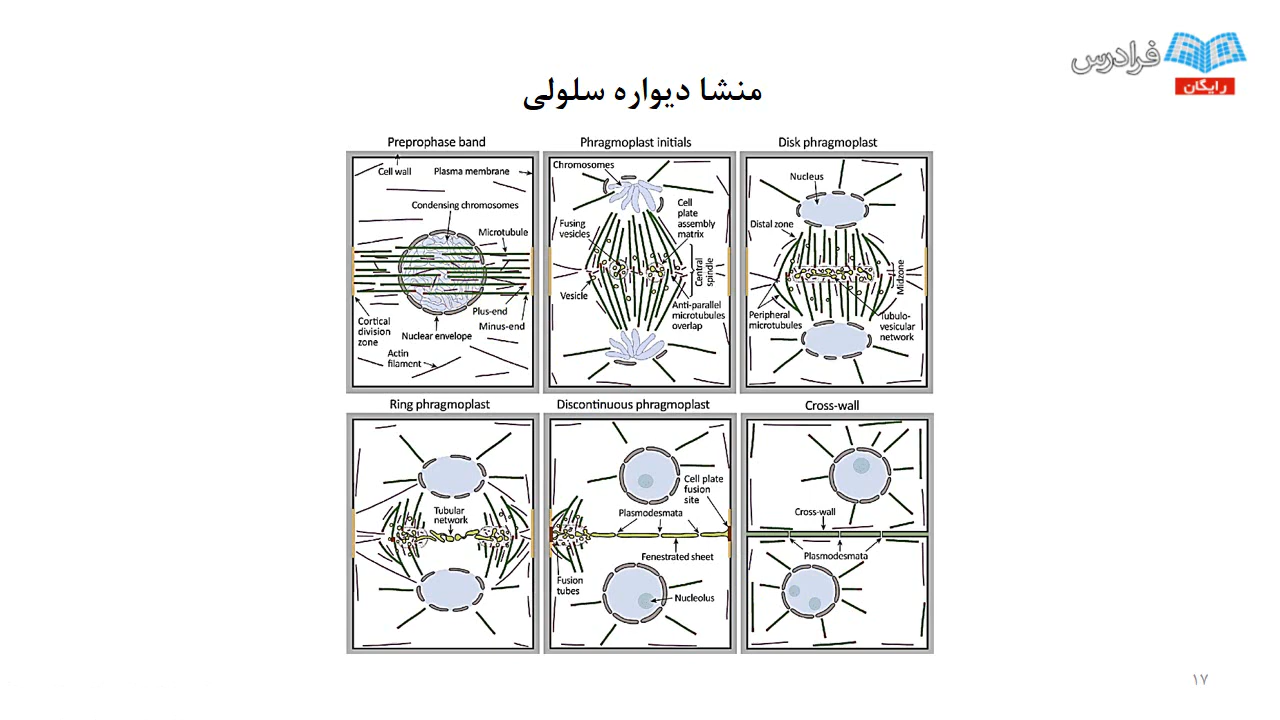 فرادرس
رایگان
منشا دیواره سلولی
Preprophase band
Cell wall
Plasma membrane
Condensing chromosomes
Microtubule
Plus-end
Minus-end
Cortical
division
zone
Nuclear envelope
Actin
filament
Phragmoplast initials
Chromosomes
Cell
plate
assembly
matrix
Fusing
vesicles
Central
spindle
Vesicle
Anti-parallel
microtubules
overlap
Disk phragmoplast
Nucleus
Distal zone
Midzone
Peripheral
microtubules
Tubulo-
vesicular
network
Ring phragmoplast
Tubular
network
Discontinuous phragmoplast
Cell plate
fusion
site
Plasmodesmata
Fenestrated sheet
Fusion
tubes
Nucleolus
Cross-wall
Cross-wall
Plasmodesmata
۱۷